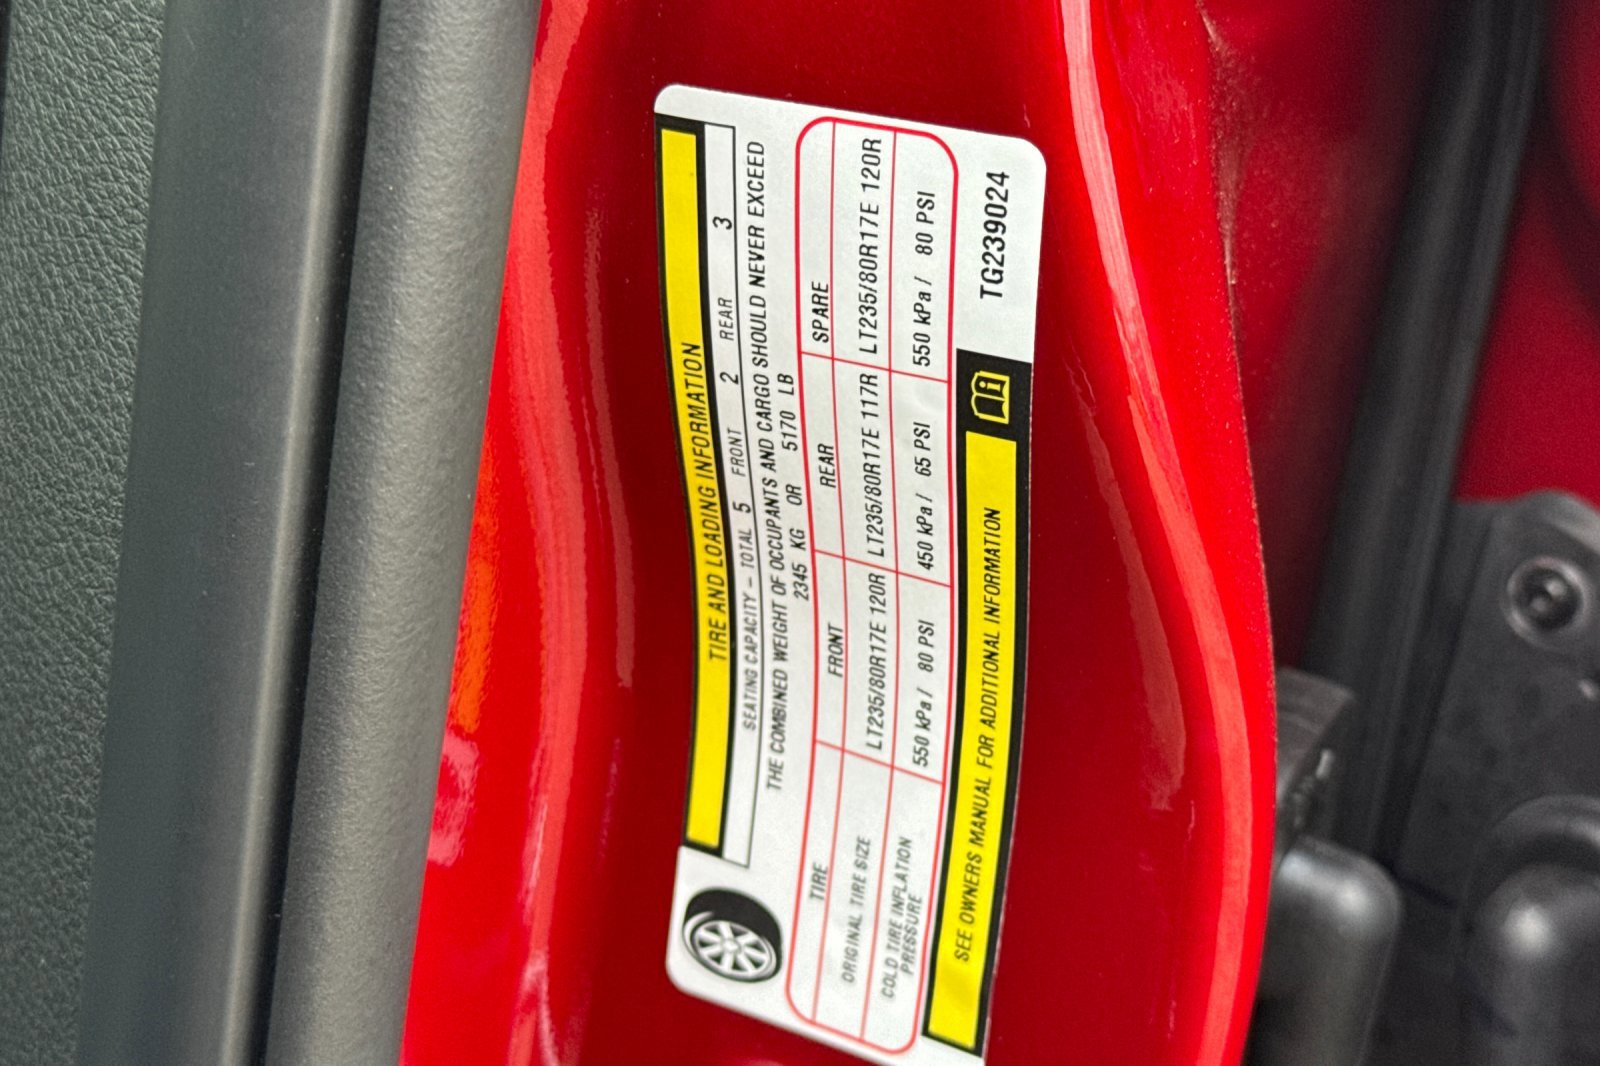 TIRE AND LOADING INFORMATION
SEATING CAPACITY – TOTAL 5 FRONT 2 REAR 3
THE COMBINED WEIGHT OF OCCUPANTS AND CARGO SHOULD NEVER EXCEED
2345 KG OR 5170 LB
TIRE FRONT REAR SPARE
ORIGINAL TIRE SIZE LT235/80R17E 120R LT235/80R17E 117R LT235/80R17E 120R
COLD TIRE INFLATION
PRESSURE 550 kPa / 80 PSI 450 kPa / 65 PSI 550 kPa / 80 PSI
SEE OWNERS MANUAL FOR ADDITIONAL INFORMATION
TG239024